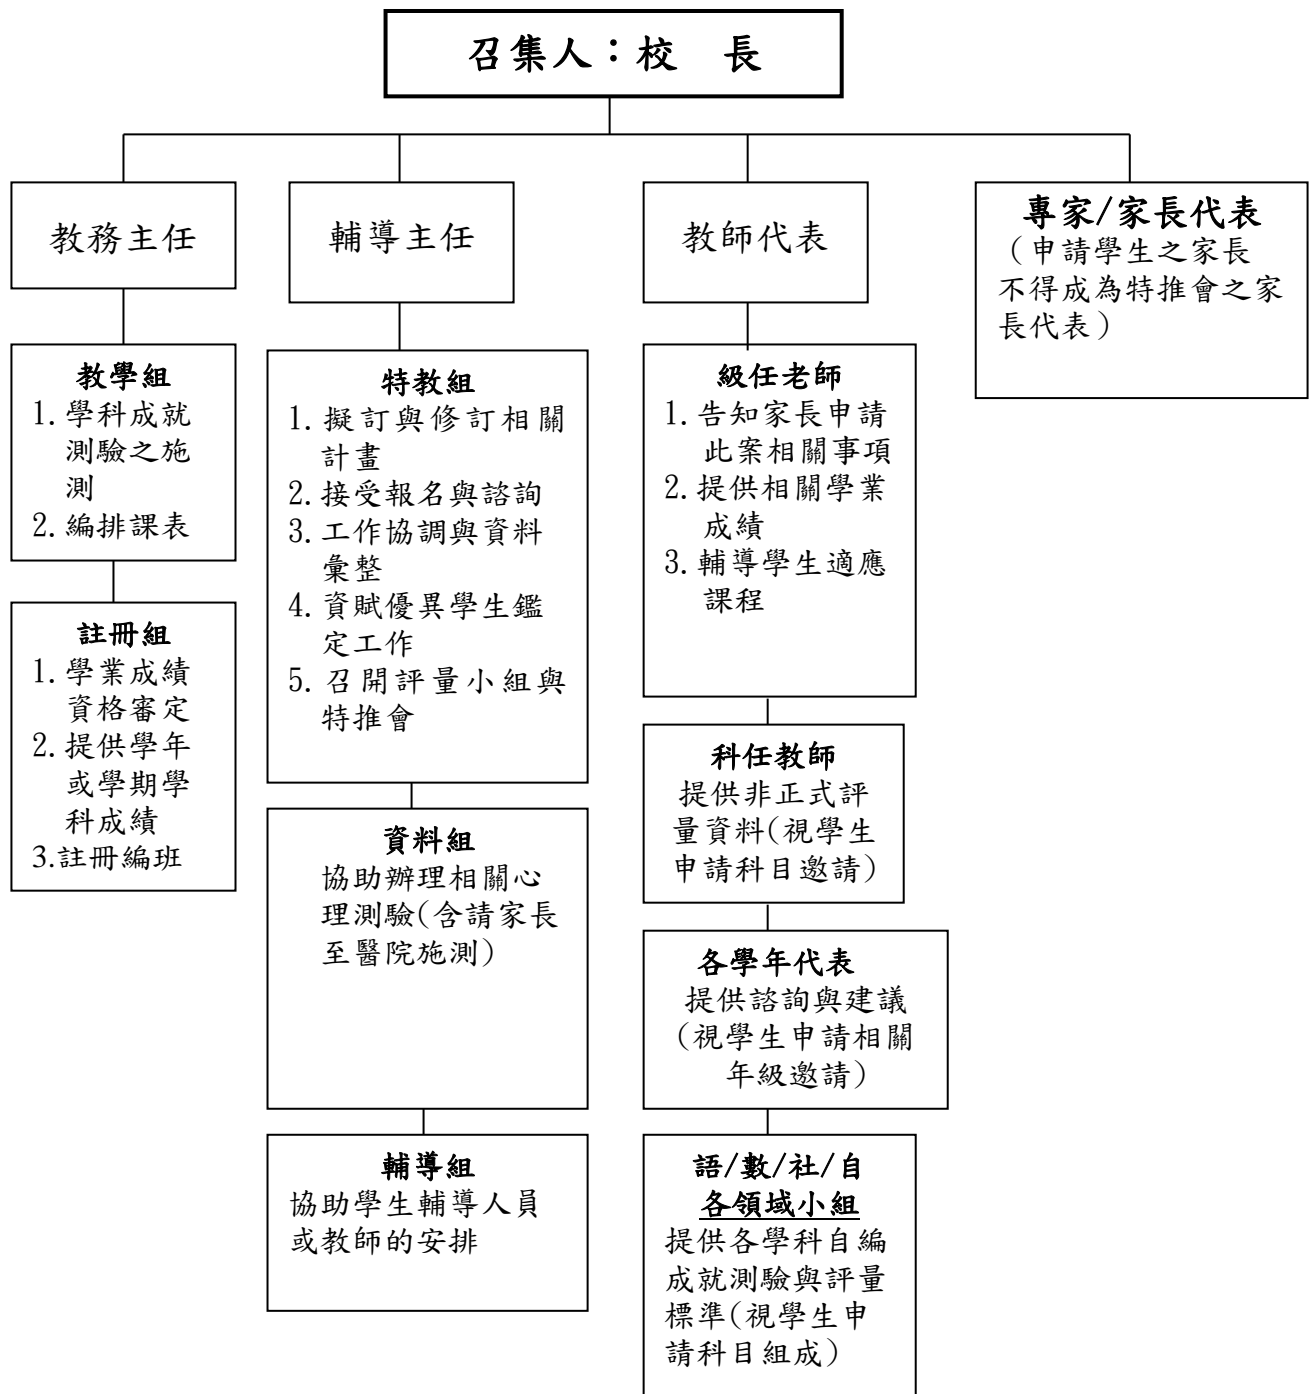 召集人：校　長
教務主任
輔導主任
教師代表
專家/家長代表
（申請學生之家長
不得成為特推會之家
長代表）
教學組
1. 學科成就
測驗之施
測
2. 編排課表
註冊組
1. 學業成績
資格審定
2. 提供學年
或學期學
科成績
3.註冊編班
特教組
1. 擬訂與修訂相關
計畫
2. 接受報名與諮詢
3. 工作協調與資料
彙整
4. 資賦優異學生鑑
定工作
5. 召開評量小組與
特推會
資料組
協助辦理相關心
理測驗(含請家長
至醫院施測)
輔導組
協助學生輔導人員
或教師的安排
級任老師
1. 告知家長申請
此案相關事項
2. 提供相關學業
成績
3. 輔導學生適應
課程
科任教師
提供非正式評
量資料(視學生
申請科目邀請)
各學年代表
提供諮詢與建議
(視學生申請相關
年級邀請)
語/數/社/自
各領域小組
提供各學科自編
成就測驗與評量
標準(視學生申
請科目組成)